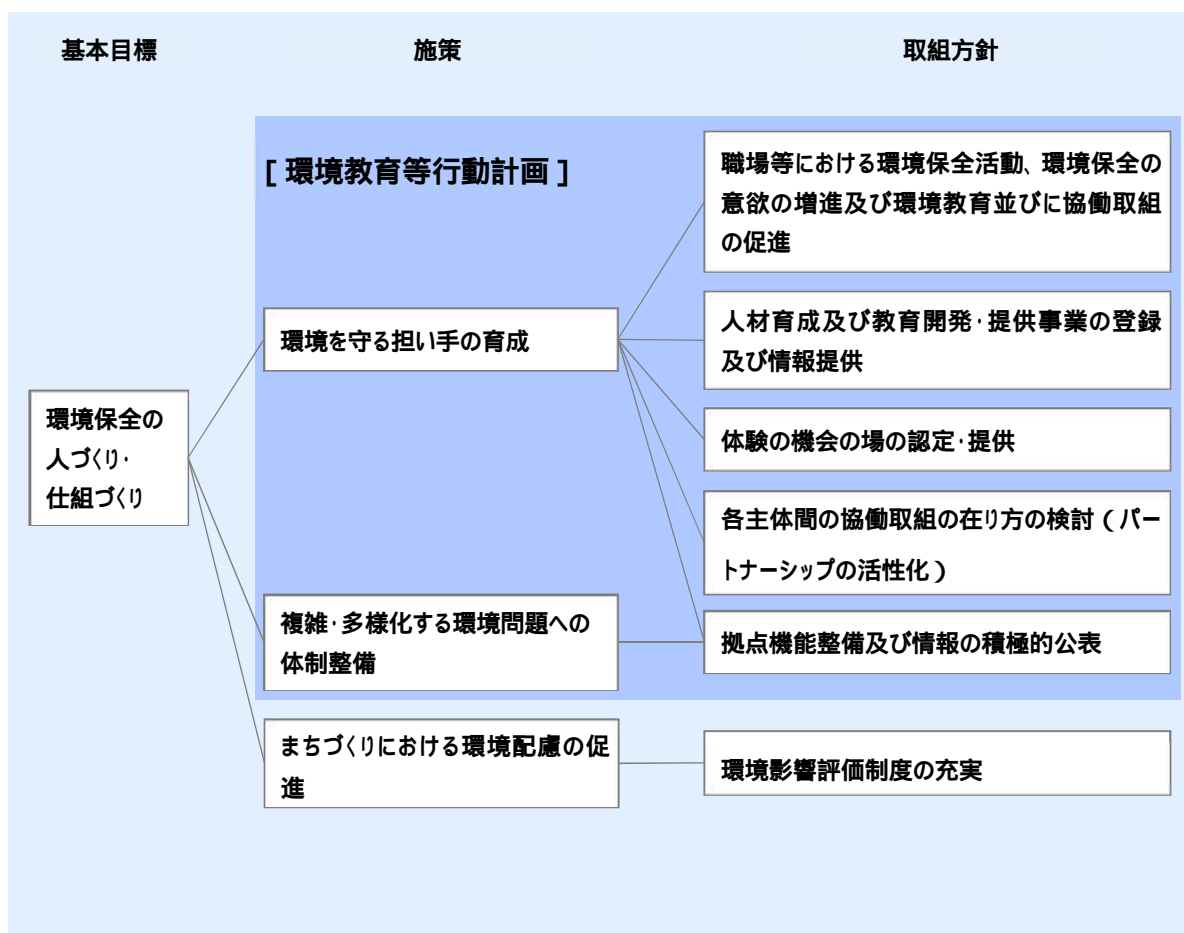 基本目標
施策
取組方針
[ 環境教育等行動計画 ]
職場等における環境保全活動、環境保全の
意欲の増進及び環境教育並びに協働取組
の促進
環境を守る担い手の育成
人材育成及び教育開発・提供事業の登録
及び情報提供
環境保全の
人づくり・
仕組づくり
体験の機会の場の認定・提供
各主体間の協働取組の在り方の検討（パー
トナーシップの活性化）
複雑・多様化する環境問題への
体制整備
拠点機能整備及び情報の積極的公表
まちづくりにおける環境配慮の促
進
環境影響評価制度の充実